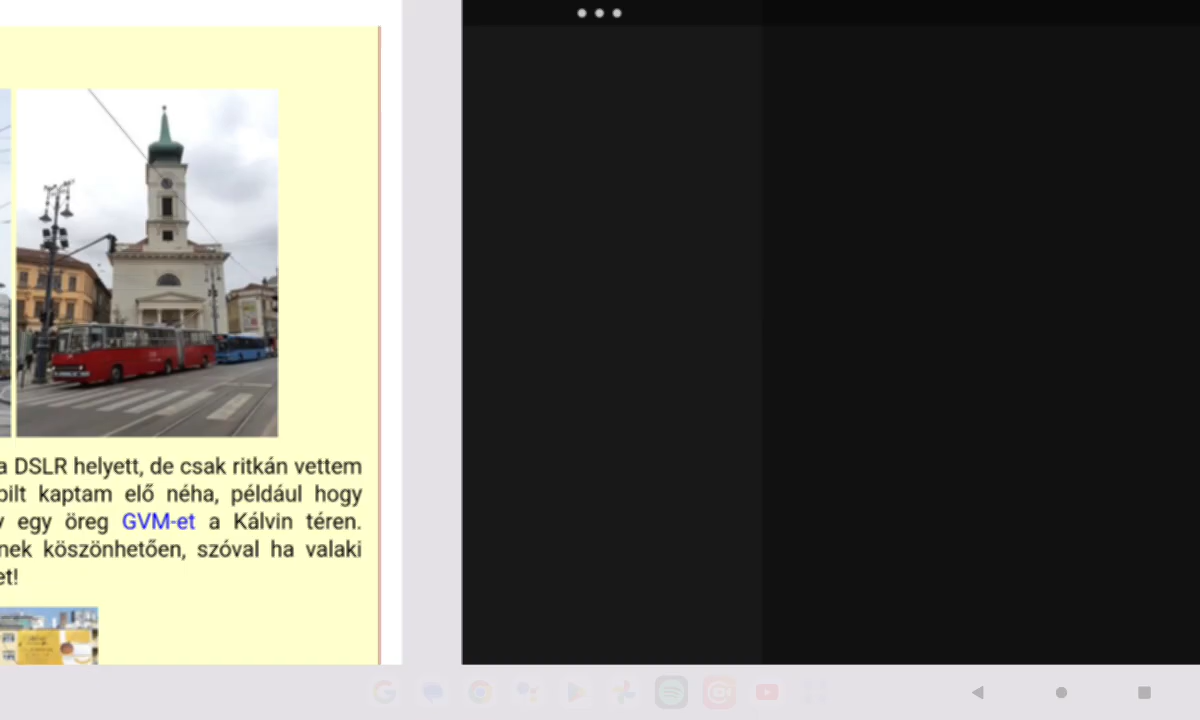 a DSLR helyett, de csak ritkán vettem
bilt kaptam elő néha, például hogy
egy öreg GVM-et a Kálvin téren.
nek köszönhetően, szóval ha valaki
et!